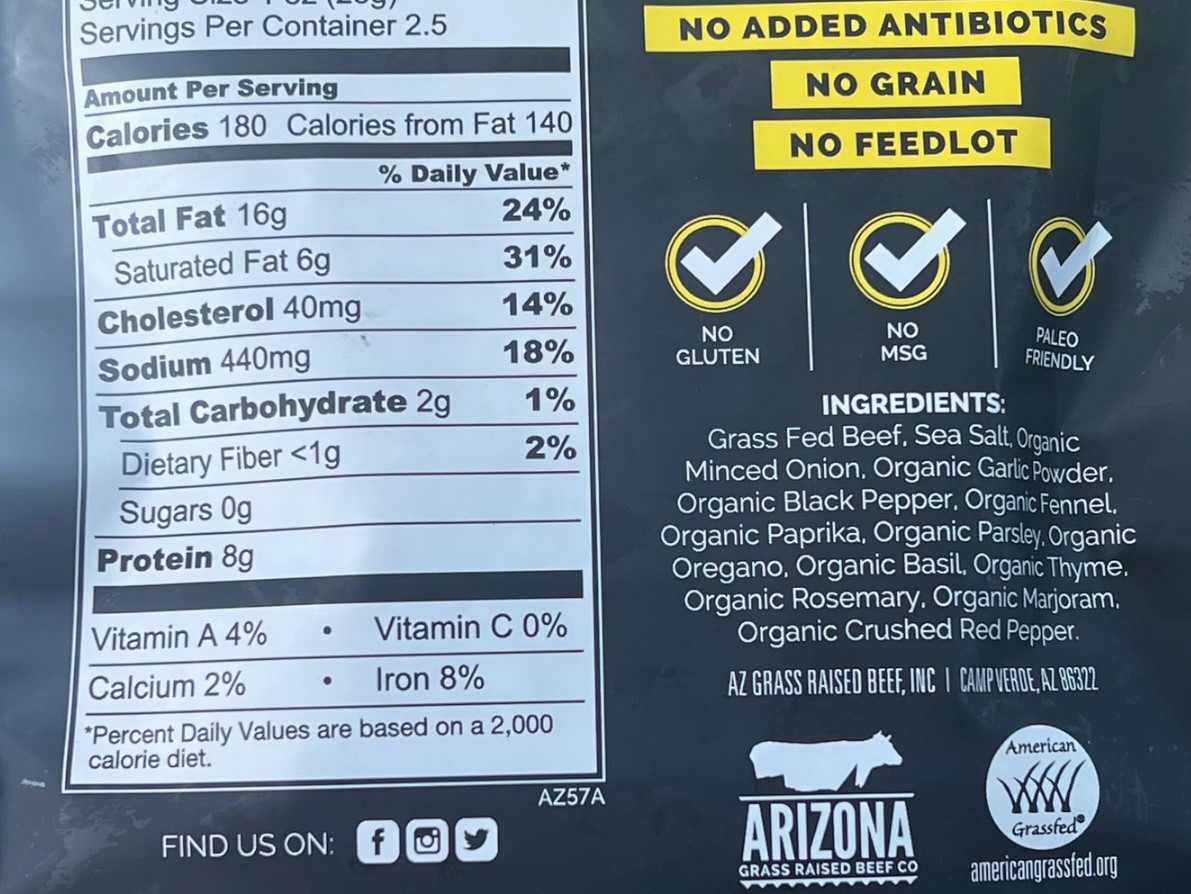 Serving Size 1 oz (28g)
Servings Per Container 2.5
Amount Per Serving
Calories 180 Calories from Fat 140
% Daily Value*
Total Fat 16g 24%
Saturated Fat 6g 31%
Cholesterol 40mg 14%
Sodium 440mg 18%
Total Carbohydrate 2g 1%
Dietary Fiber <1g 2%
Sugars 0g
Protein 8g
Vitamin A 4% • Vitamin C 0%
Calcium 2% • Iron 8%
*Percent Daily Values are based on a 2,000
calorie diet.
AZ57A
FIND US ON:
NO ADDED ANTIBIOTICS
NO GRAIN
NO FEEDLOT
NO
GLUTEN
NO
MSG
PALEO
FRIENDLY
INGREDIENTS:
Grass Fed Beef, Sea Salt, Organic
Minced Onion, Organic Garlic Powder,
Organic Black Pepper, Organic Fennel,
Organic Paprika, Organic Parsley, Organic
Oregano, Organic Basil, Organic Thyme,
Organic Rosemary, Organic Marjoram,
Organic Crushed Red Pepper.
AZ GRASS RAISED BEEF, INC | CAMP VERDE, AZ 86322
ARIZONA
GRASS RAISED BEEF CO
American
Grassfed®
americangrassfed.org